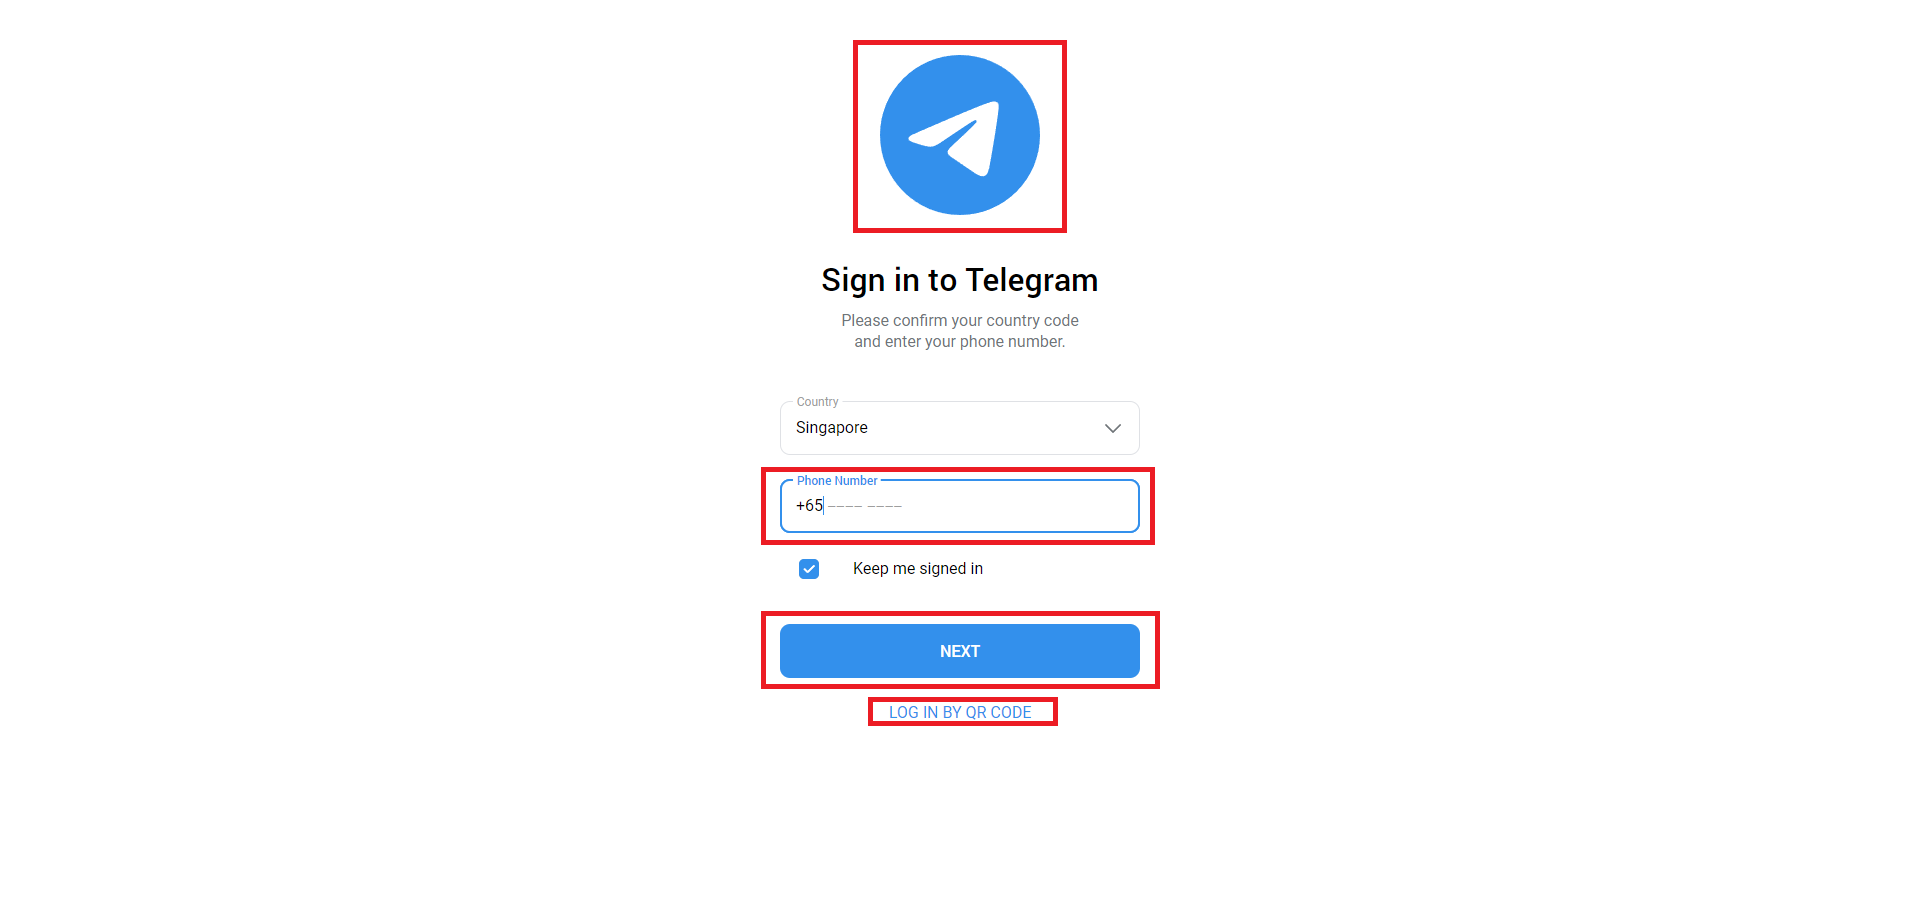 Sign in to Telegram
Please confirm your country code
and enter your phone number.
Country
Singapore
Phone Number
+65 ---- ----
Keep me signed in
NEXT
LOG IN BY QR CODE